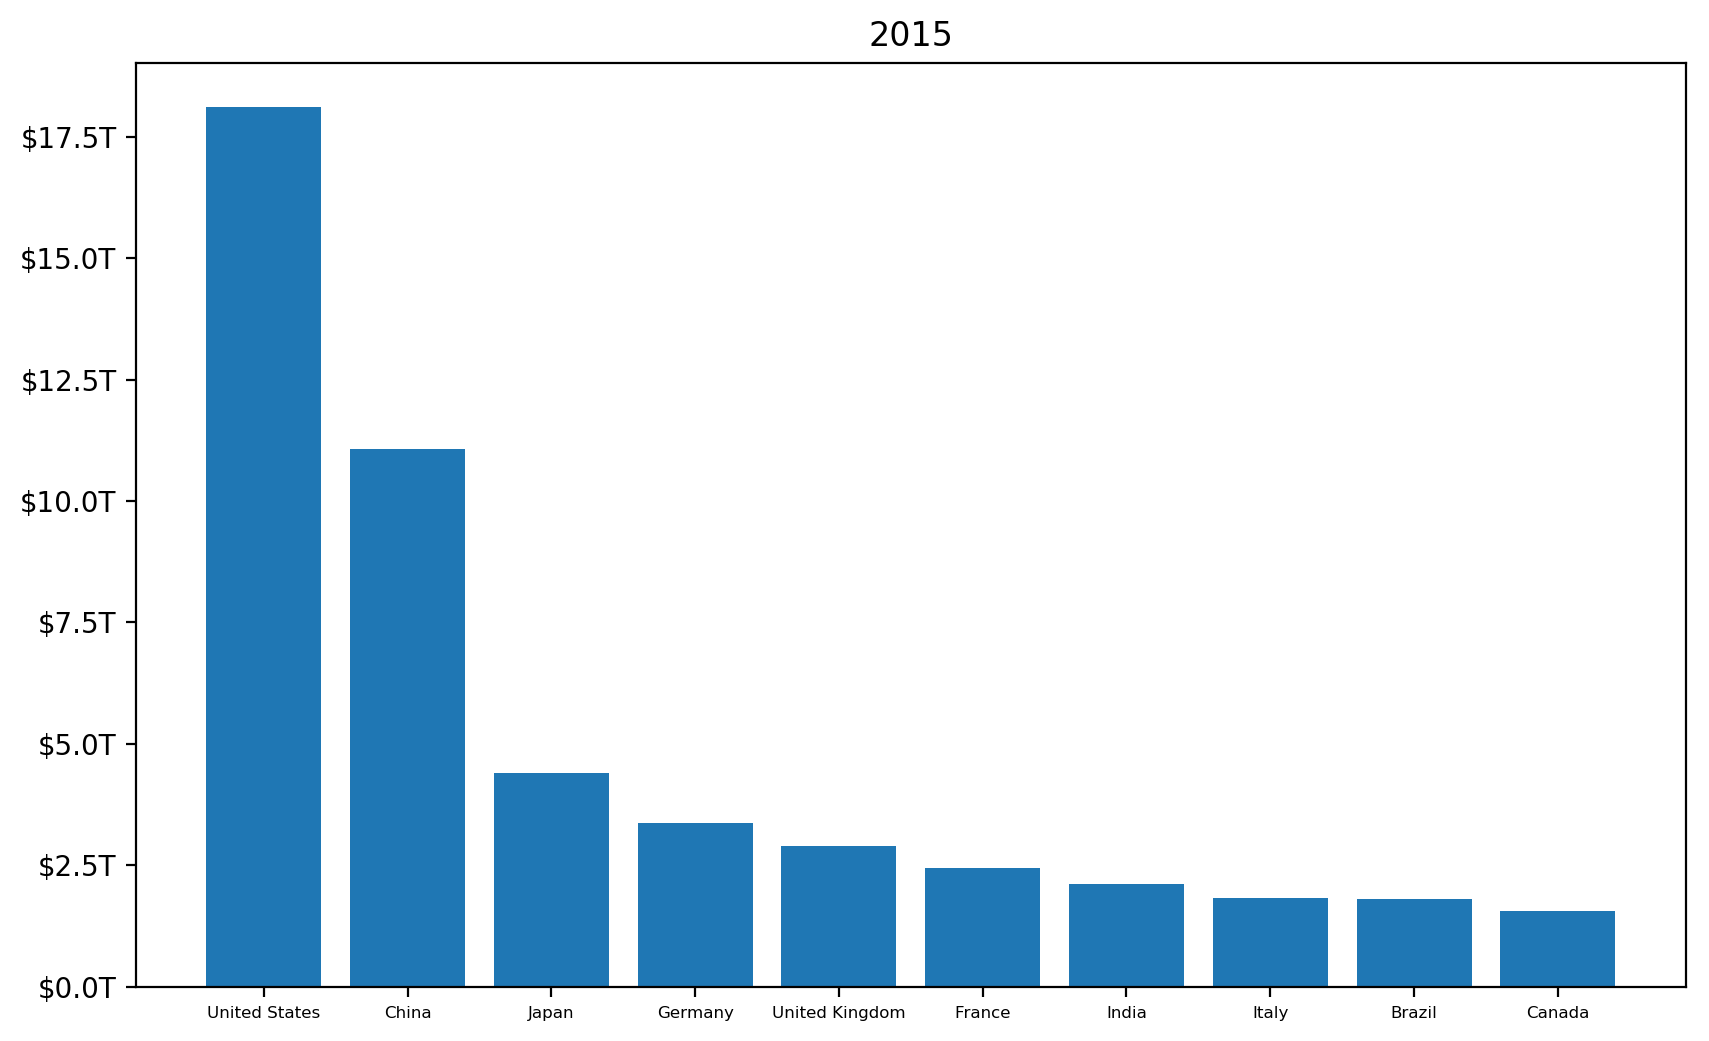 2015
$17.5T
$15.0T
$12.5T
$10.0T
$7.5T
$5.0T
$2.5T
$0.0T
United States China Japan Germany United Kingdom France India Italy Brazil Canada